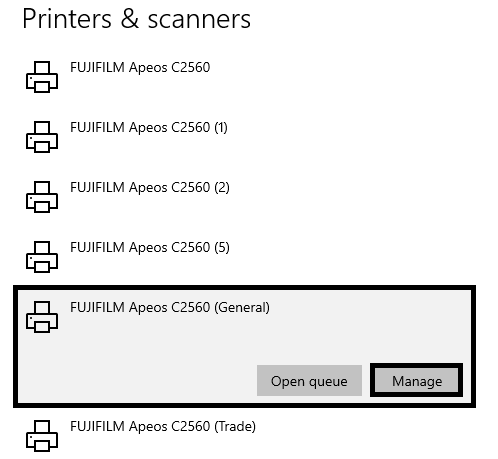 Printers & scanners
FUJIFILM Apeos C2560
FUJIFILM Apeos C2560 (1)
FUJIFILM Apeos C2560 (2)
FUJIFILM Apeos C2560 (5)
FUJIFILM Apeos C2560 (General)
Open queue Manage
FUJIFILM Apeos C2560 (Trade)